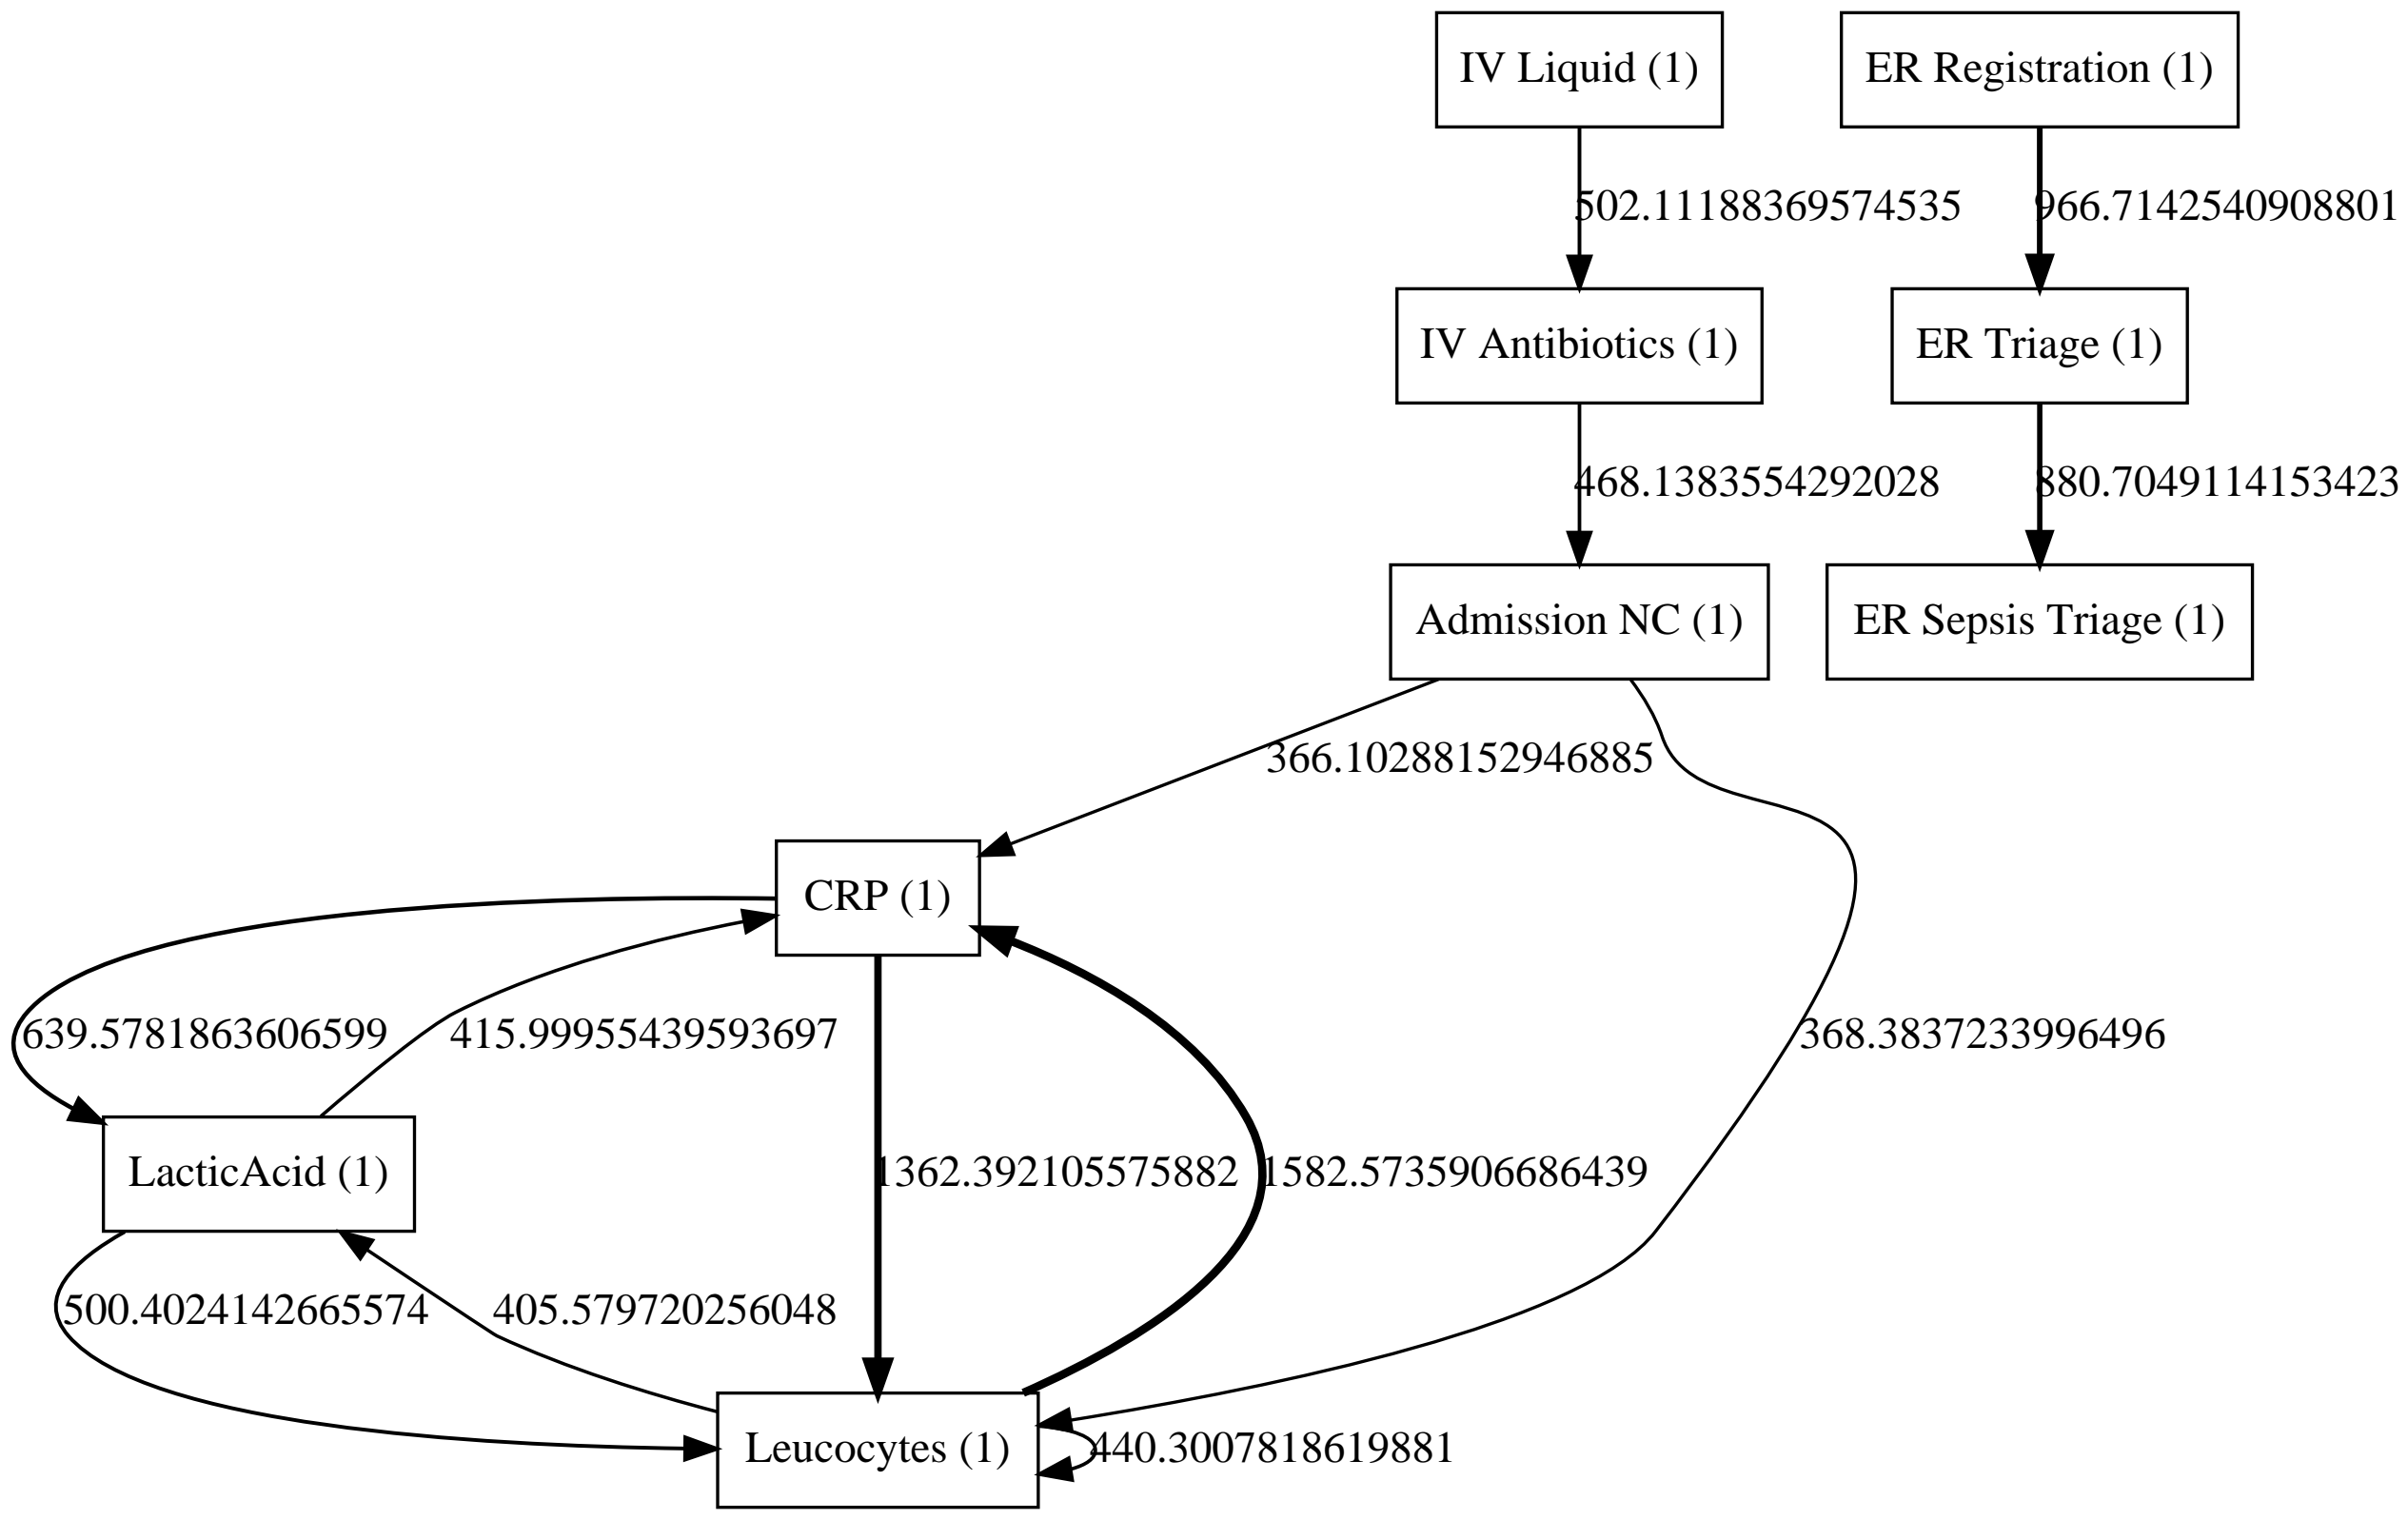 IV Liquid (1)
ER Registration (1)
502.11188369574535
966.7142540908801
IV Antibiotics (1)
ER Triage (1)
468.1383554292028
880.7049114153423
Admission NC (1)
ER Sepsis Triage (1)
366.10288152946885
CRP (1)
639.5781863606599
415.99955439593697
368.3837233996496
LacticAcid (1)
1362.392105575882
1582.5735906686439
500.4024142665574
405.579720256048
Leucocytes (1)
440.3007818619881